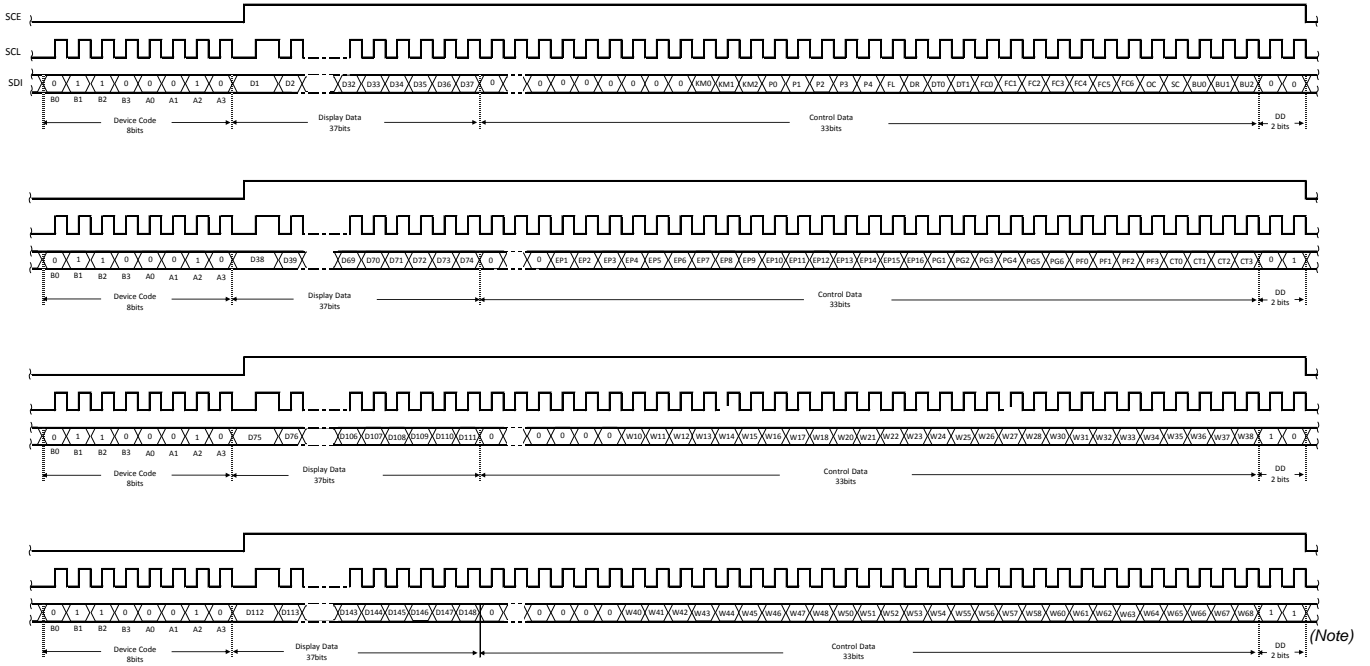 SCE
SCL
SDI 0 1 1 0 0 0 1 0 D1 D2 D32 D33 D34 D35 D36 D37 0 0 0 0 0 0 0 0 KM0 KM1 KM2 P0 P1 P2 P3 P4 FL DR DT0 DT1 FC0 FC1 FC2 FC3 FC4 FC5 FC6 OC SC BU0 BU1 BU2 0 0
B0 B1 B2 B3 A0 A1 A2 A3
Device Code
8bits
Display Data
37bits
Control Data
33bits
DD
2 bits
0 1 1 0 0 0 1 0 D38 D39 D69 D70 D71 D72 D73 D74 0 0 EP1 EP2 EP3 EP4 EP5 EP6 EP7 EP8 EP9 EP10 EP11 EP12 EP13 EP14 EP15 EP16 PG1 PG2 PG3 PG4 PG5 PG6 PF0 PF1 PF2 PF3 CT0 CT1 CT2 CT3 0 1
B0 B1 B2 B3 A0 A1 A2 A3
Device Code
8bits
Display Data
37bits
Control Data
33bits
DD
2 bits
0 1 1 0 0 0 1 0 D75 D76 D106 D107 D108 D109 D110 D111 0 0 0 0 0 W10 W11 W12 W13 W14 W15 W16 W17 W18 W20 W21 W22 W23 W24 W25 W26 W27 W28 W30 W31 W32 W33 W34 W35 W36 W37 W38 1 0
B0 B1 B2 B3 A0 A1 A2 A3
Device Code
8bits
Display Data
37bits
Control Data
33bits
DD
2 bits
0 1 1 0 0 0 1 0 D112 D113 D143 D144 D145 D146 D147 D148 0 0 0 0 0 W40 W41 W42 W43 W44 W45 W46 W47 W48 W50 W51 W52 W53 W54 W55 W56 W57 W58 W60 W61 W62 W63 W64 W65 W66 W67 W68 1 1
(Note)
B0 B1 B2 B3 A0 A1 A2 A3
Device Code
8bits
Display Data
37bits
Control Data
33bits
DD
2 bits